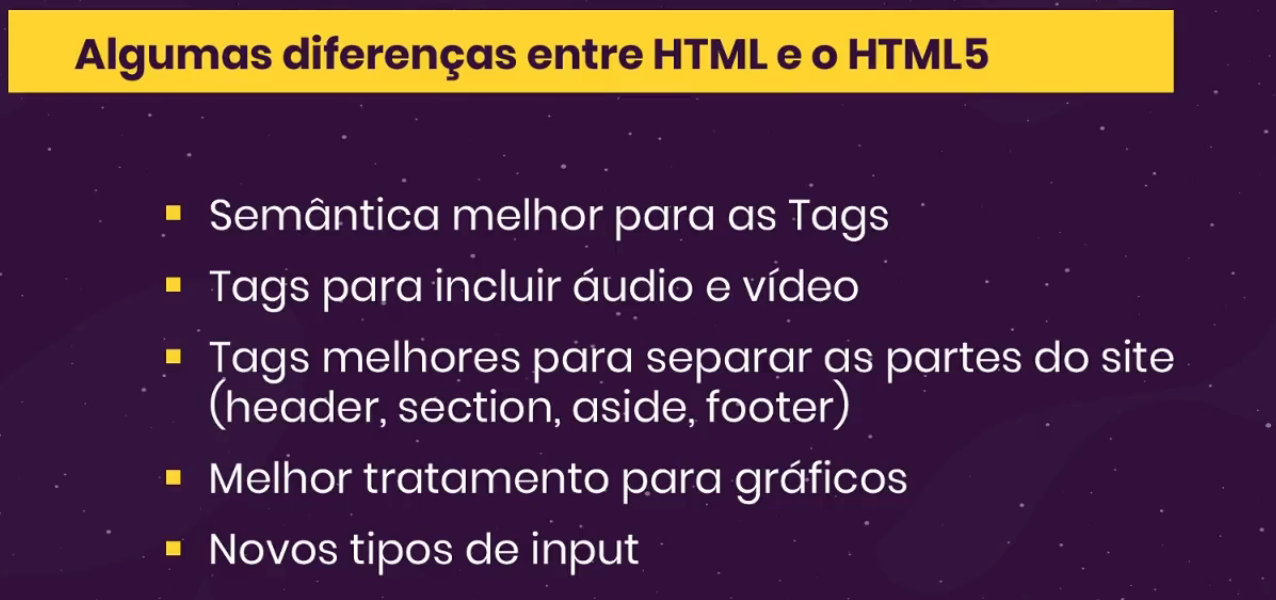 Algumas diferenças entre HTML e o HTML5
Semântica melhor para as Tags
Tags para incluir áudio e vídeo
Tags melhores para separar as partes do site
(header, section, aside, footer)
Melhor tratamento para gráficos
Novos tipos de input